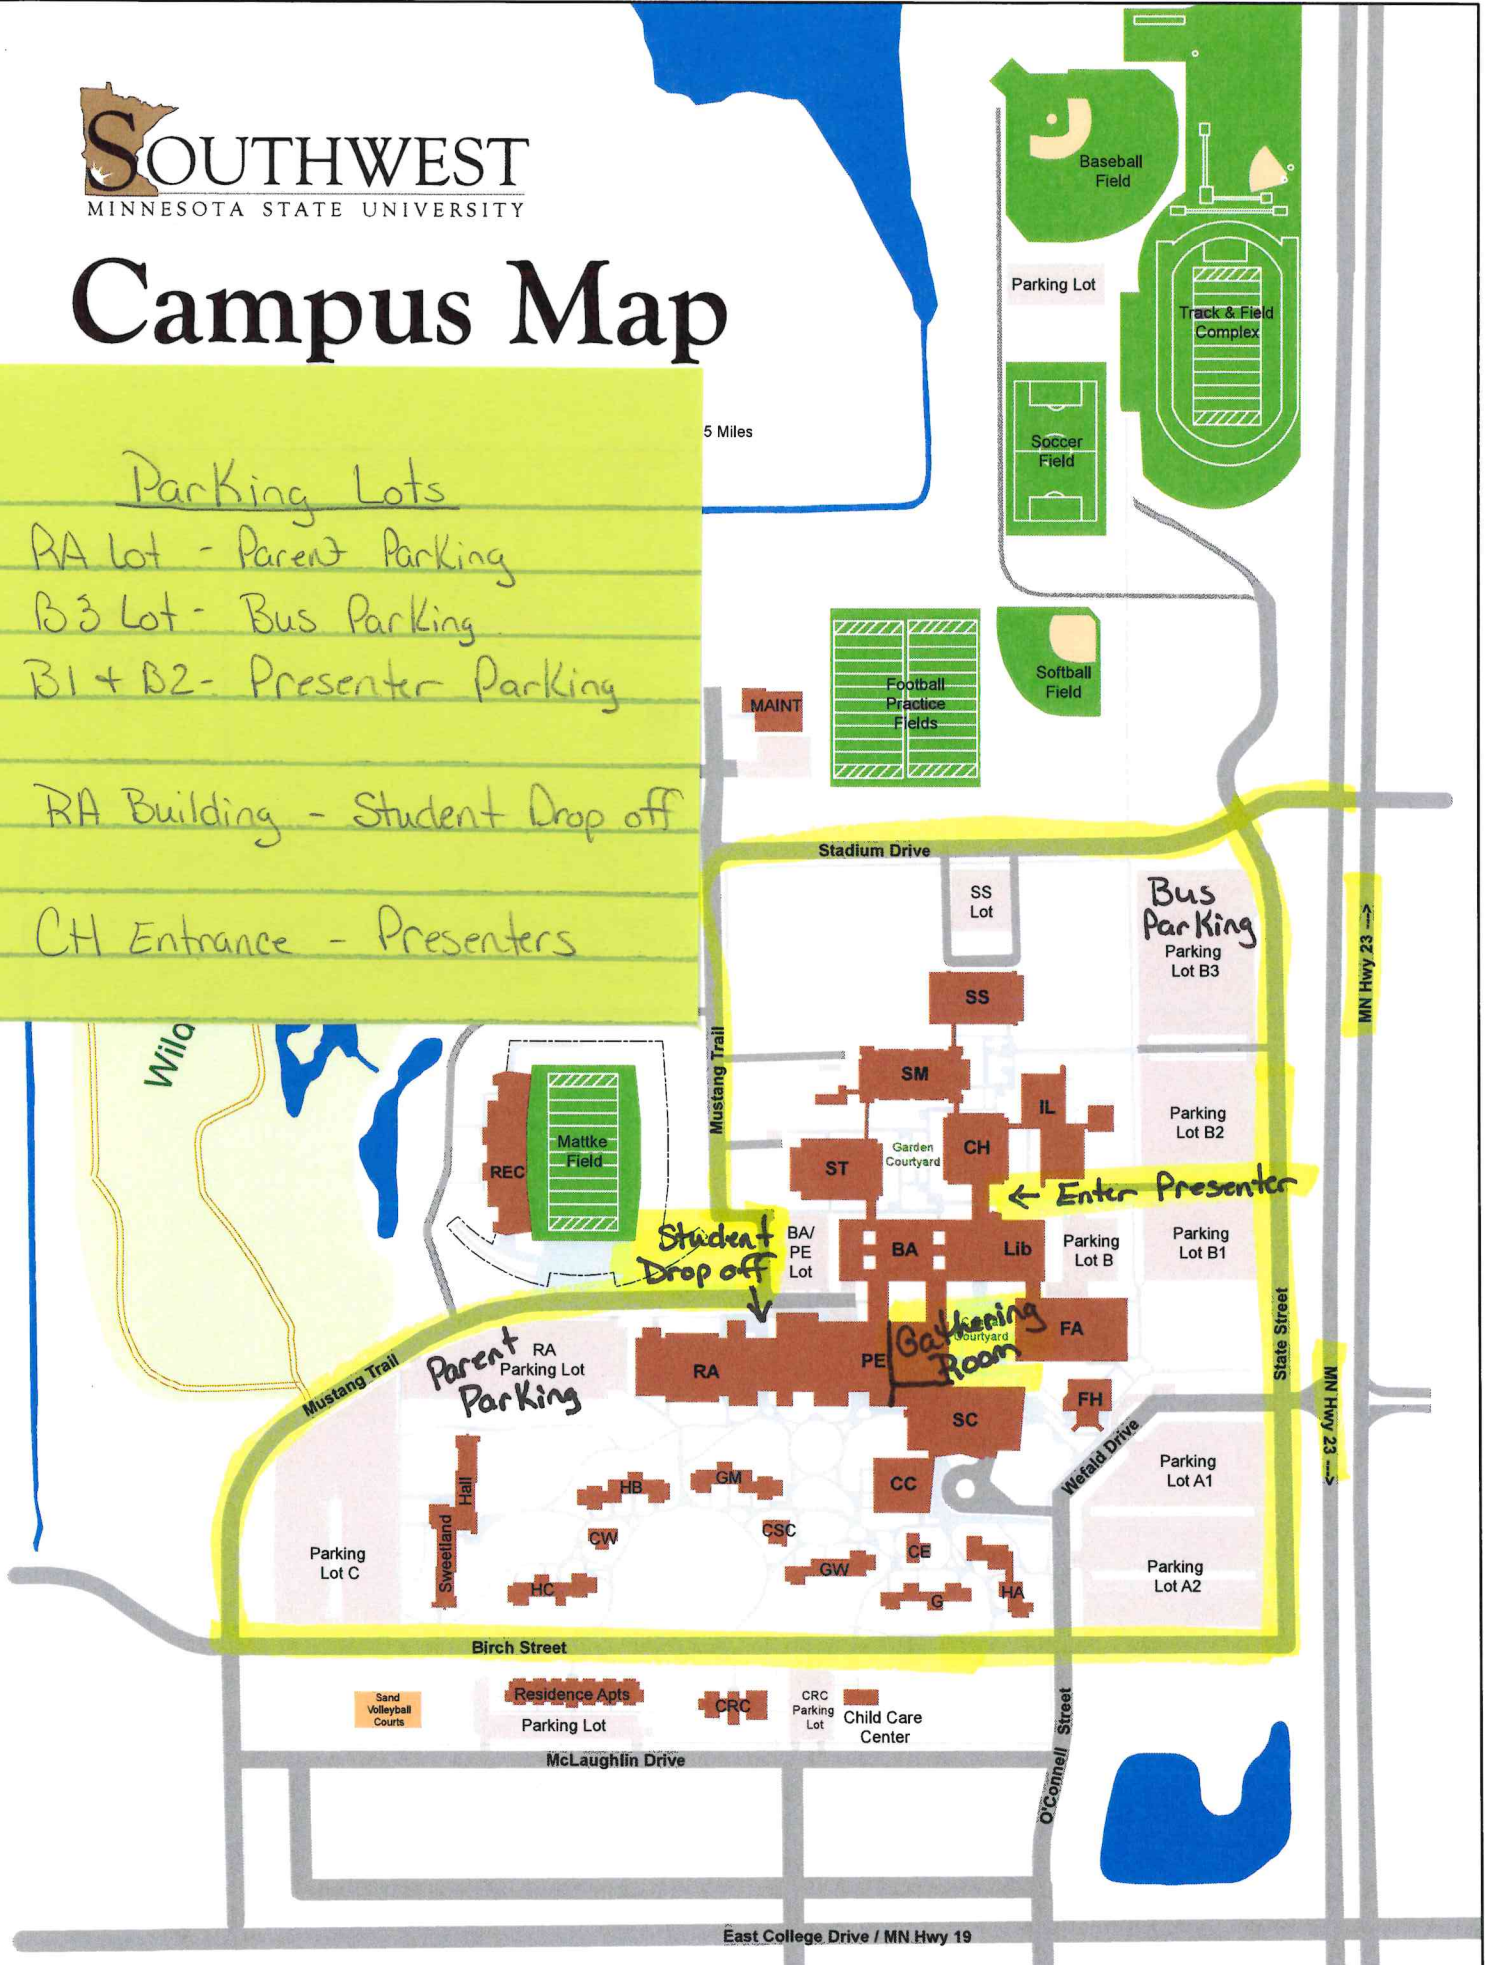 SOUTHWEST
MINNESOTA STATE UNIVERSITY
Campus Map
5 Miles
Parking Lots
RA Lot - Parent Parking
B3 Lot - Bus Parking
B1 + B2 - Presenter Parking
RA Building - Student Drop off
CH Entrance - Presenters
Baseball
Field
Parking Lot
Track & Field
Complex
Soccer
Field
Softball
Field
Football
Practice
Fields
MAINT
Stadium Drive
SS
Lot
Bus
Parking
Parking
Lot B3
MN Hwy 23 --->
SS
SM
IL
Mustang Trail
Parking
Lot B2
Garden
Courtyard
CH
ST
Mattke
Field
REC
← Enter Presenter
Student
Drop off
BA/
PE
Lot
BA
Lib
Parking
Lot B
Parking
Lot B1
State Street
Gathering
Room
Courtyard
FA
RA
PE
Parent
Parking
RA
Parking Lot
Mustang Trail
MN Hwy 23 --->
SC
FH
Wefald Drive
CC
Parking
Lot A1
Sweetland Hall
HB
GM
CW
CSC
GW
CE
HC
G
HA
Parking
Lot C
Parking
Lot A2
Birch Street
Sand
Volleyball
Courts
Residence Apts
Parking Lot
CRC
CRC
Parking
Lot
Child Care
Center
McLaughlin Drive
O'Connell Street
East College Drive / MN Hwy 19